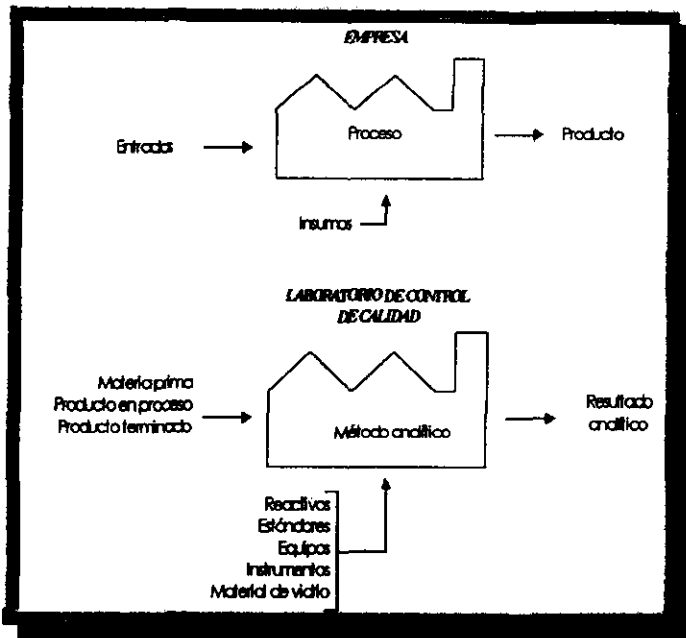 EMPRESA
Proceso
Entradas
Producto
Insumos
LABORATORIO DE CONTROL
DE CALIDAD
Materia prima
Producto en proceso
Producto terminado
Método analítico
Resultado
analítico
Reactivos
Estándares
Equipos
Instrumentos
Material de vidrio